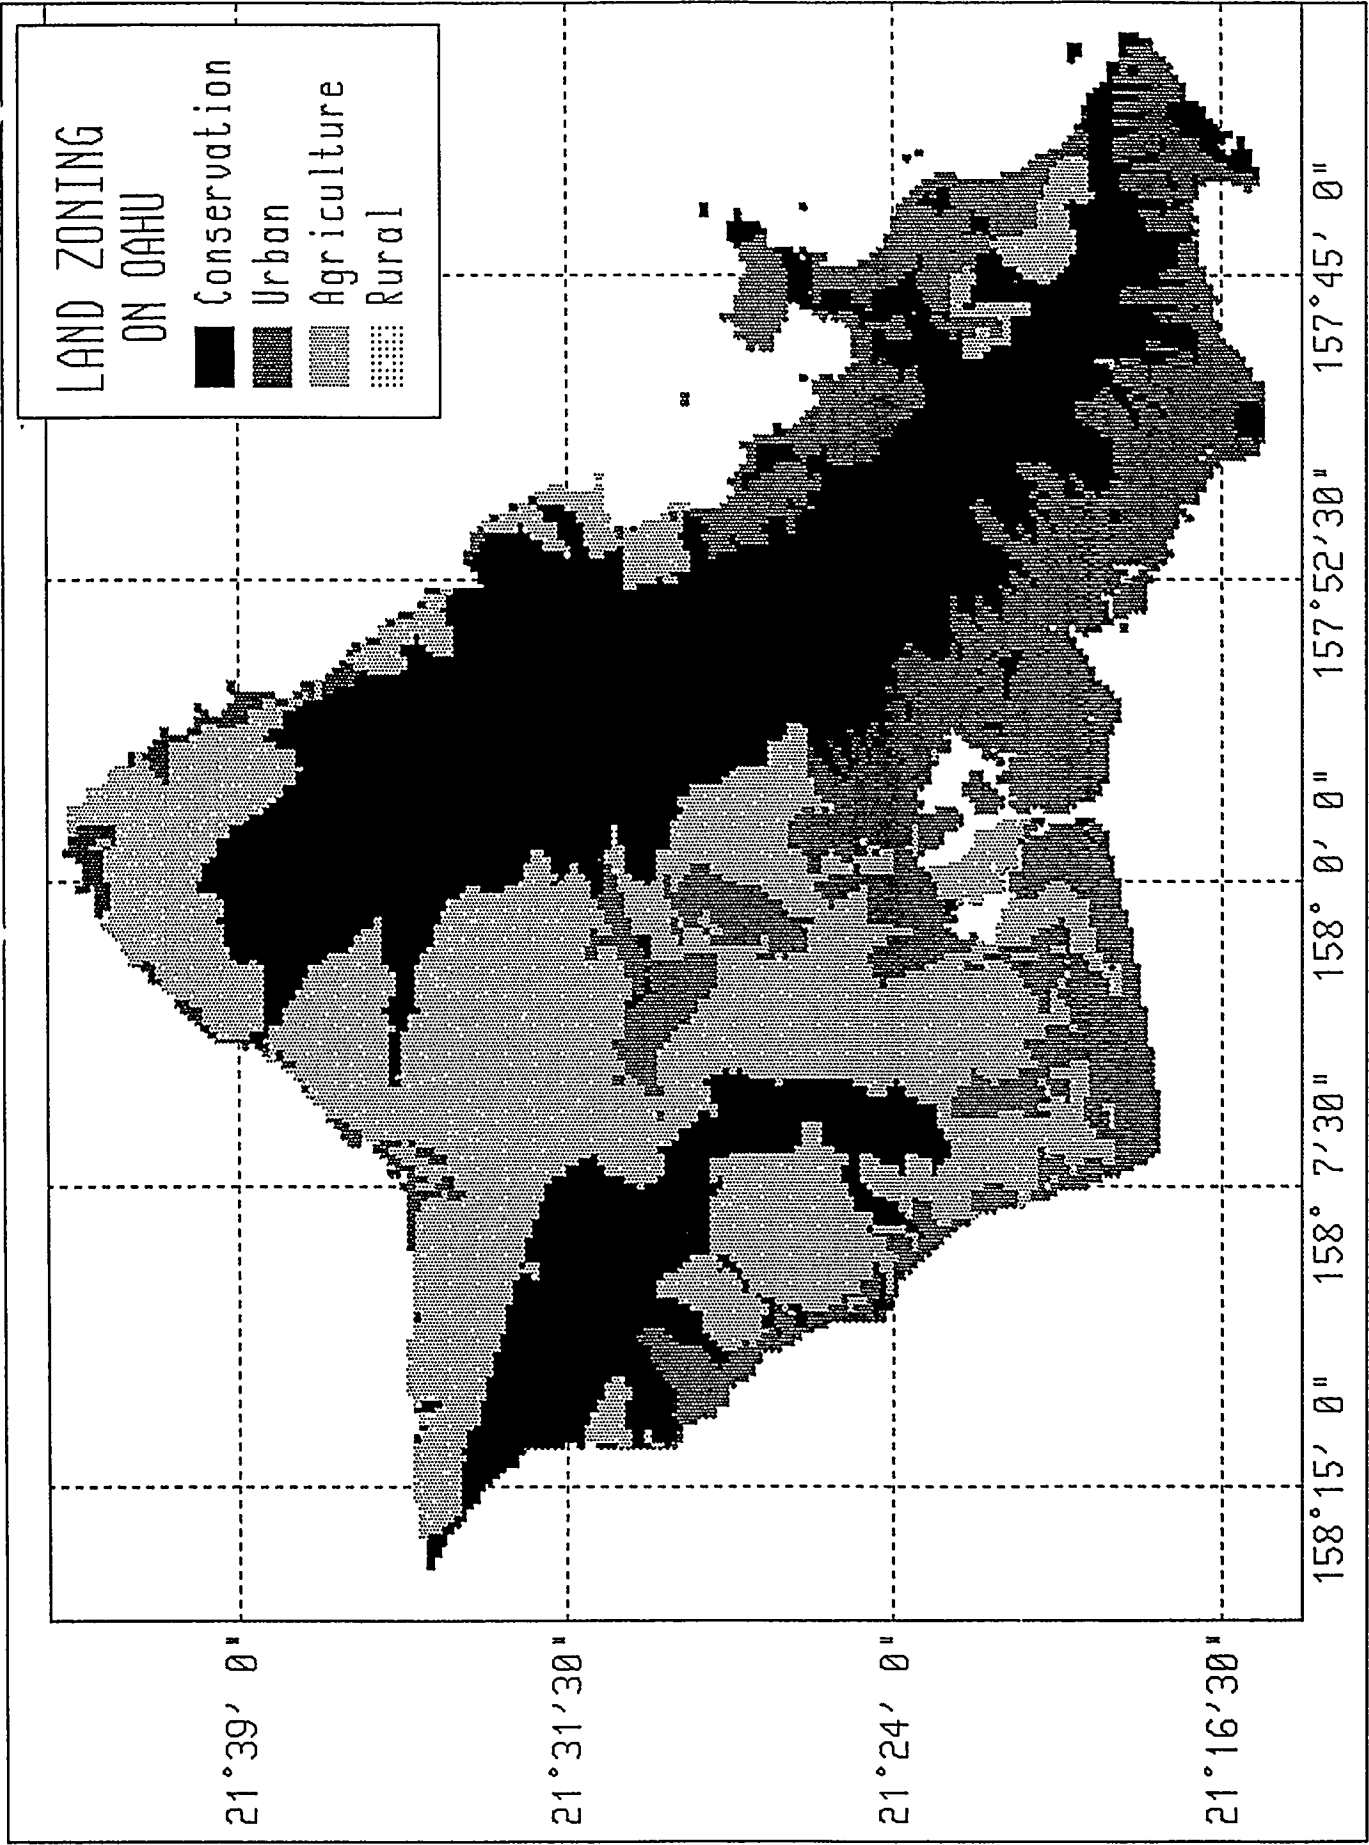 LAND ZONING
ON OAHU
Conservation
Urban
Agriculture
Rural
21°39' 0"
21°31'30"
21°24' 0"
21°16'30"
158°15' 0"
158° 7'30"
158° 0' 0"
157°52'30"
157°45' 0"